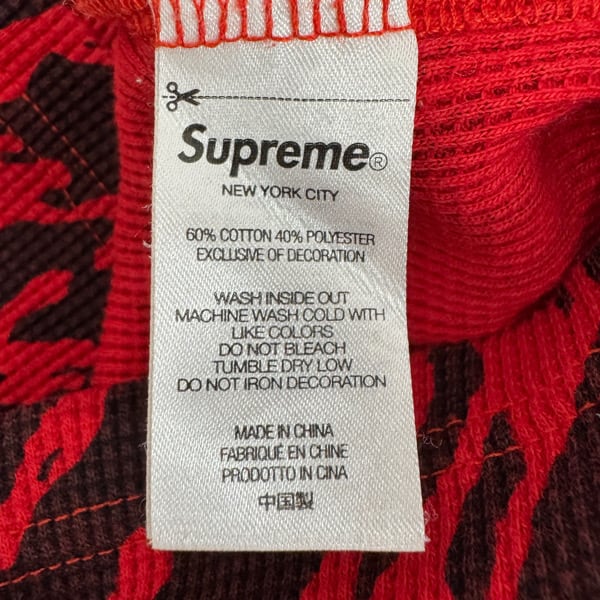 Supreme®
NEW YORK CITY
60% COTTON 40% POLYESTER
EXCLUSIVE OF DECORATION
WASH INSIDE OUT
MACHINE WASH COLD WITH
LIKE COLORS
DO NOT BLEACH
TUMBLE DRY LOW
DO NOT IRON DECORATION
MADE IN CHINA
FABRIQUÉ EN CHINE
PRODOTTO IN CINA
中国製